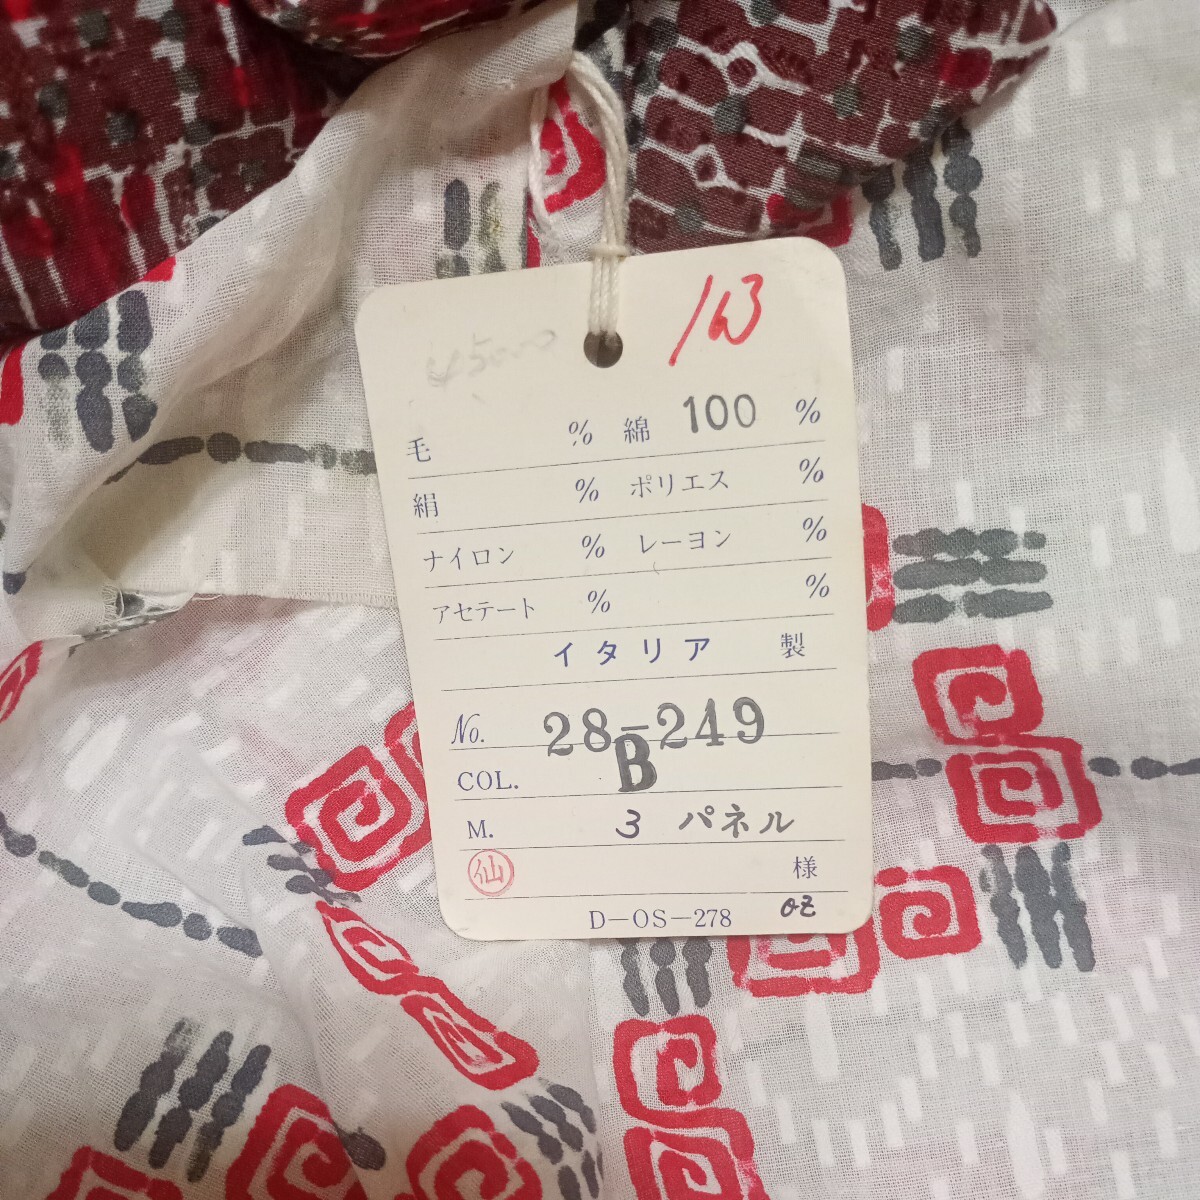 毛 % 綿 100 %
絹 % ポリエス %
ナイロン % レーヨン %
アセテート % %
イタリア 製
No. 28-249
COL. B
M. 3 パネル
仙 様
D-OS-278